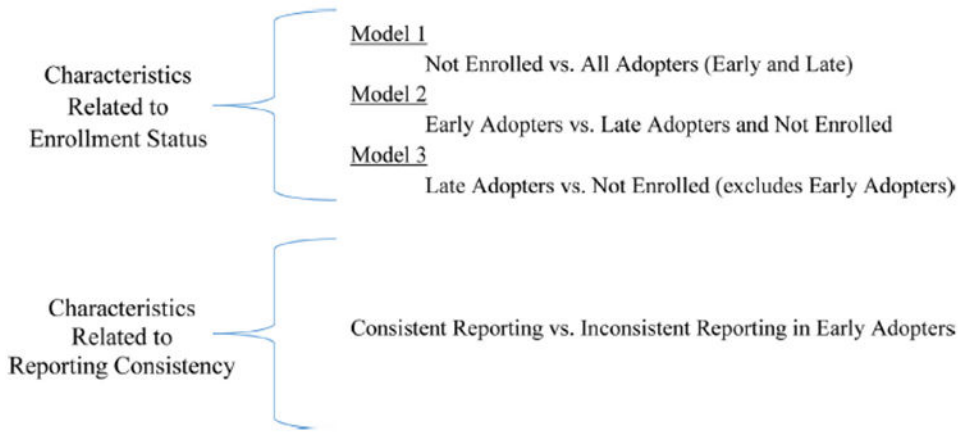 Characteristics
Related to
Enrollment Status
Model 1
Not Enrolled vs. All Adopters (Early and Late)
Model 2
Early Adopters vs. Late Adopters and Not Enrolled
Model 3
Late Adopters vs. Not Enrolled (excludes Early Adopters)
Characteristics
Related to
Reporting Consistency
Consistent Reporting vs. Inconsistent Reporting in Early Adopters